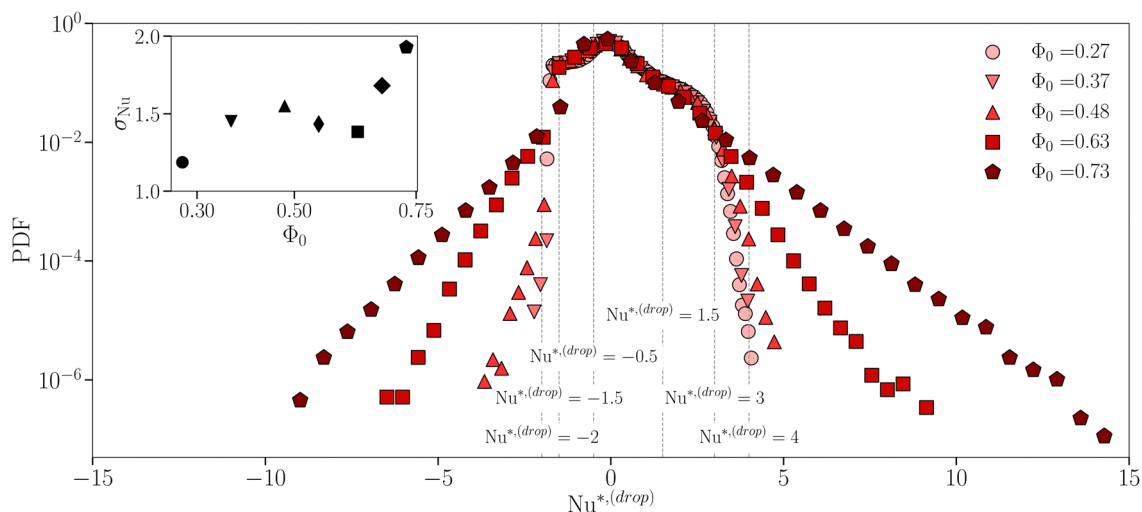 10^0
10^{-2}
10^{-4}
10^{-6}
PDF
2.0
1.5
1.0
σ_Nu
0.30
0.50
0.75
Φ_0
Φ_0 =0.27
Φ_0 =0.37
Φ_0 =0.48
Φ_0 =0.63
Φ_0 =0.73
Nu^{*,(drop)} = 1.5
Nu^{*,(drop)} = −0.5
Nu^{*,(drop)} = −1.5
Nu^{*,(drop)} = 3
Nu^{*,(drop)} = −2
Nu^{*,(drop)} = 4
−15
−10
−5
0
5
10
15
Nu^{*,(drop)}